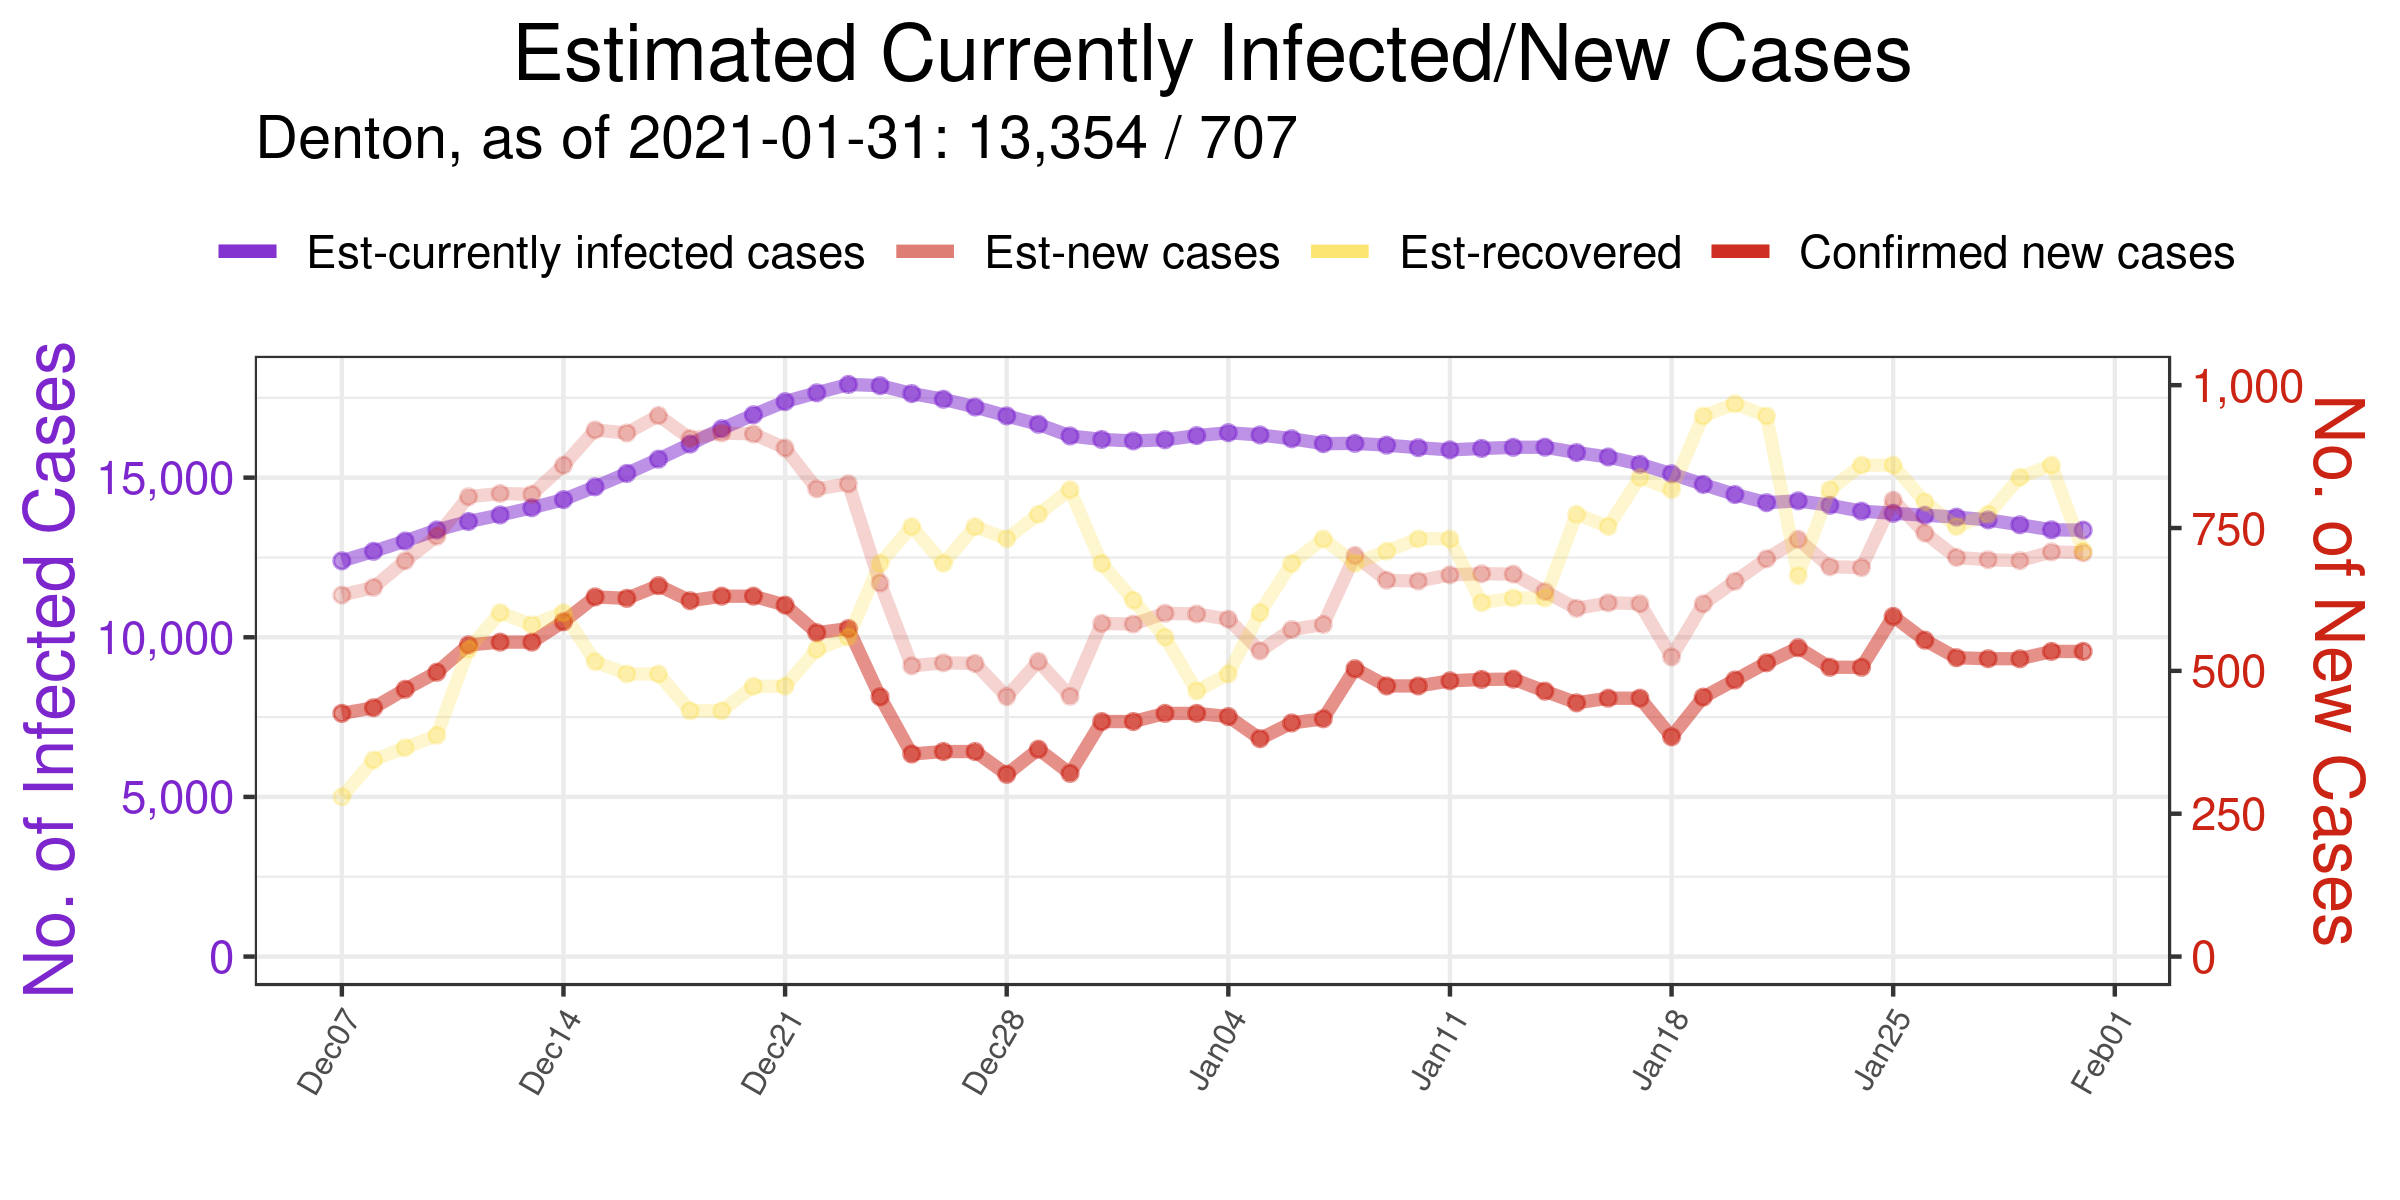 Estimated Currently Infected/New Cases
Denton, as of 2021-01-31: 13,354 / 707
Est-currently infected cases Est-new cases Est-recovered Confirmed new cases
No. of Infected Cases
15,000
10,000
5,000
0
1,000
750
500
250
0
No. of New Cases
Dec07 Dec14 Dec21 Dec28 Jan04 Jan11 Jan18 Jan25 Feb01